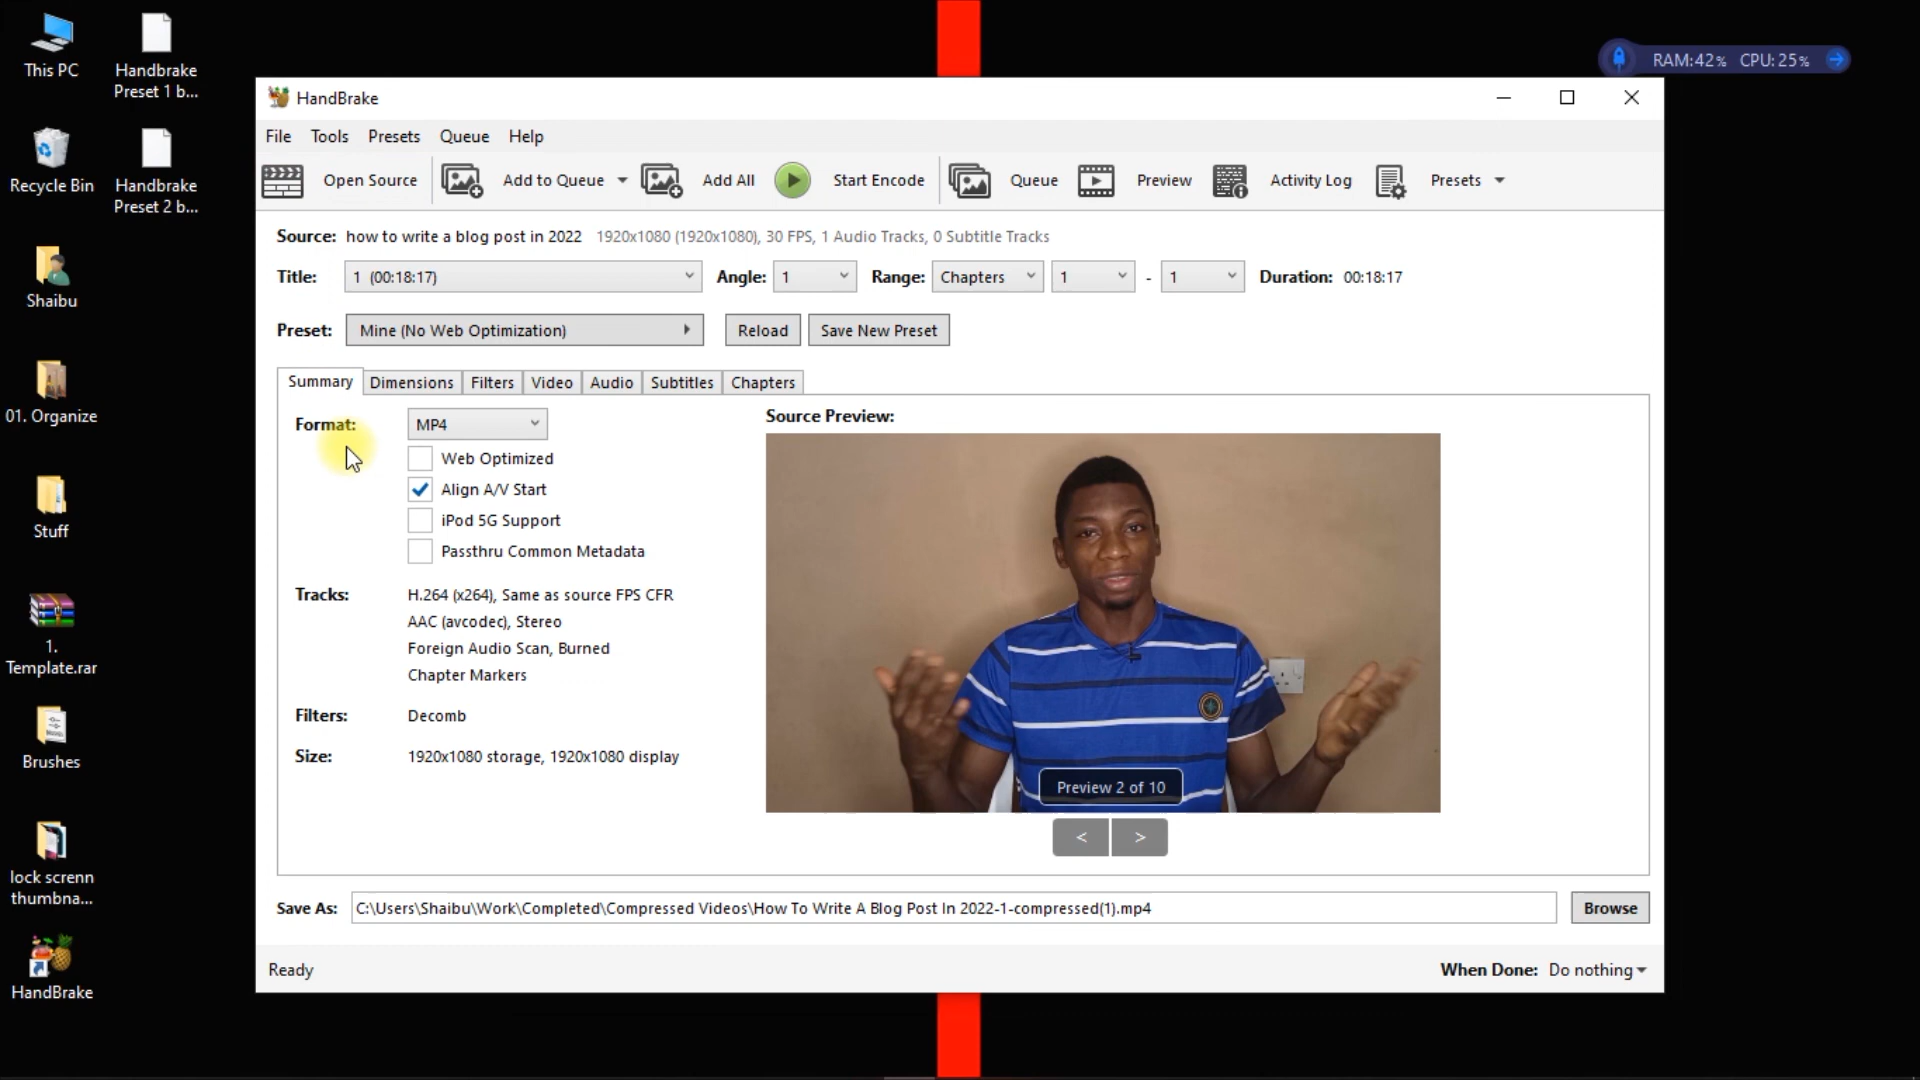 This PC
Handbrake
Preset 1 b...
Recycle Bin
Handbrake
Preset 2 b...
Shaibu
01. Organize
Stuff
1.
Template.rar
Brushes
lock screnn
thumbna...
HandBrake
RAM:42% CPU:25%
HandBrake
File Tools Presets Queue Help
Open Source Add to Queue Add All Start Encode Queue Preview Activity Log Presets
Source: how to write a blog post in 2022 1920x1080 (1920x1080), 30 FPS, 1 Audio Tracks, 0 Subtitle Tracks
Title: 1 (00:18:17) Angle: 1 Range: Chapters 1 - 1 Duration: 00:18:17
Preset: Mine (No Web Optimization) Reload Save New Preset
Summary Dimensions Filters Video Audio Subtitles Chapters
Format: MP4
Web Optimized
Align A/V Start
iPod 5G Support
Passthru Common Metadata
Tracks: H.264 (x264), Same as source FPS CFR
AAC (avcodec), Stereo
Foreign Audio Scan, Burned
Chapter Markers
Filters: Decomb
Size: 1920x1080 storage, 1920x1080 display
Source Preview:
Preview 2 of 10
< >
Save As: C:\Users\Shaibu\Work\Completed\Compressed Videos\How To Write A Blog Post In 2022-1-compressed(1).mp4 Browse
Ready When Done: Do nothing